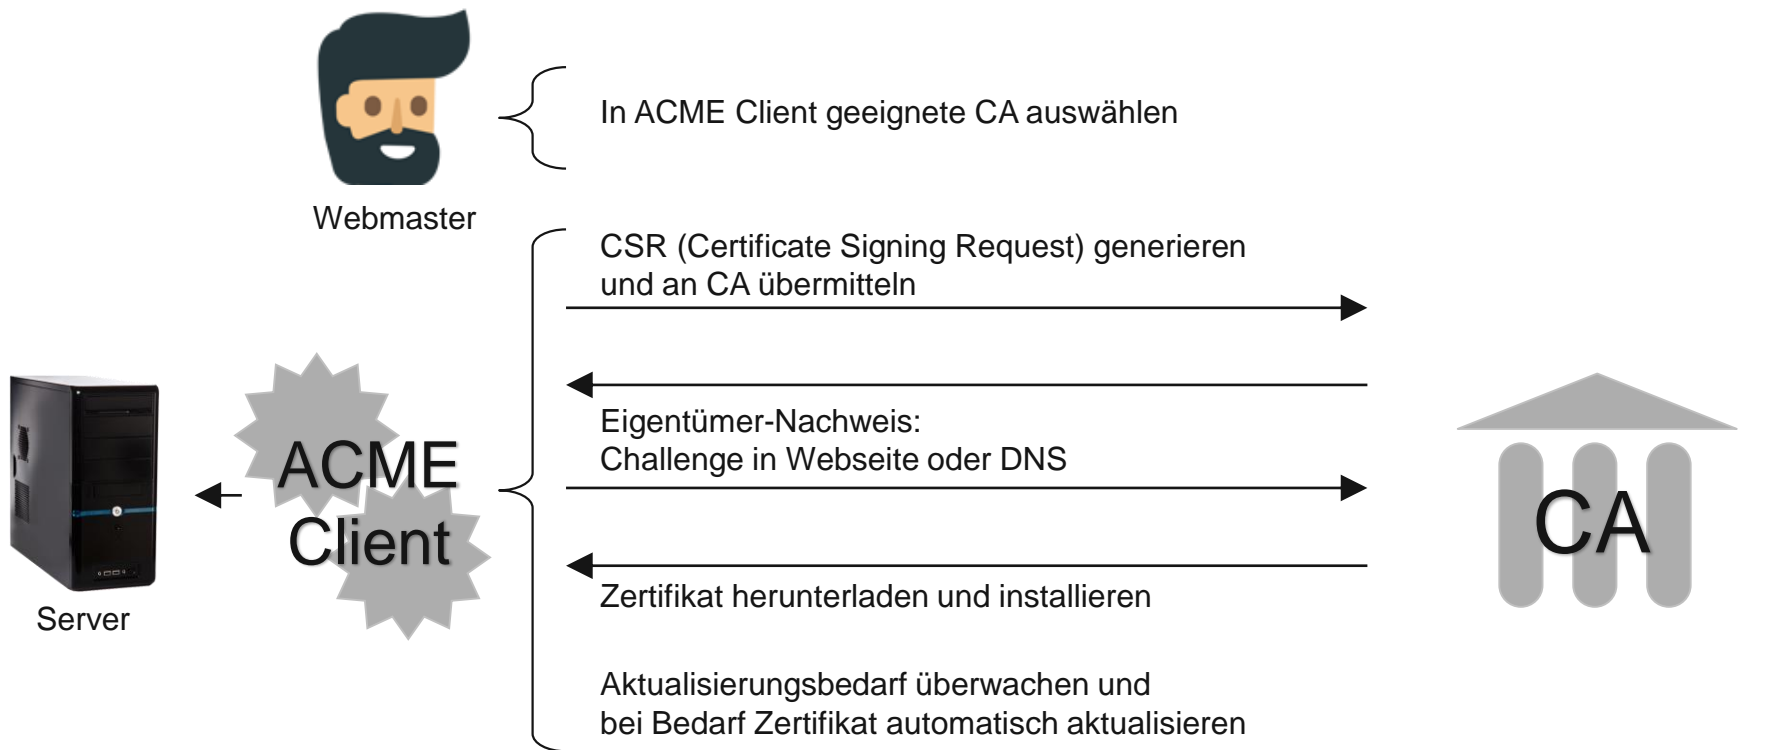 In ACME Client geeignete CA auswählen
Webmaster
CSR (Certificate Signing Request) generieren
und an CA übermitteln
Eigentümer-Nachweis:
Challenge in Webseite oder DNS
ACME
Client
CA
Zertifikat herunterladen und installieren
Server
Aktualisierungsbedarf überwachen und
bei Bedarf Zertifikat automatisch aktualisieren